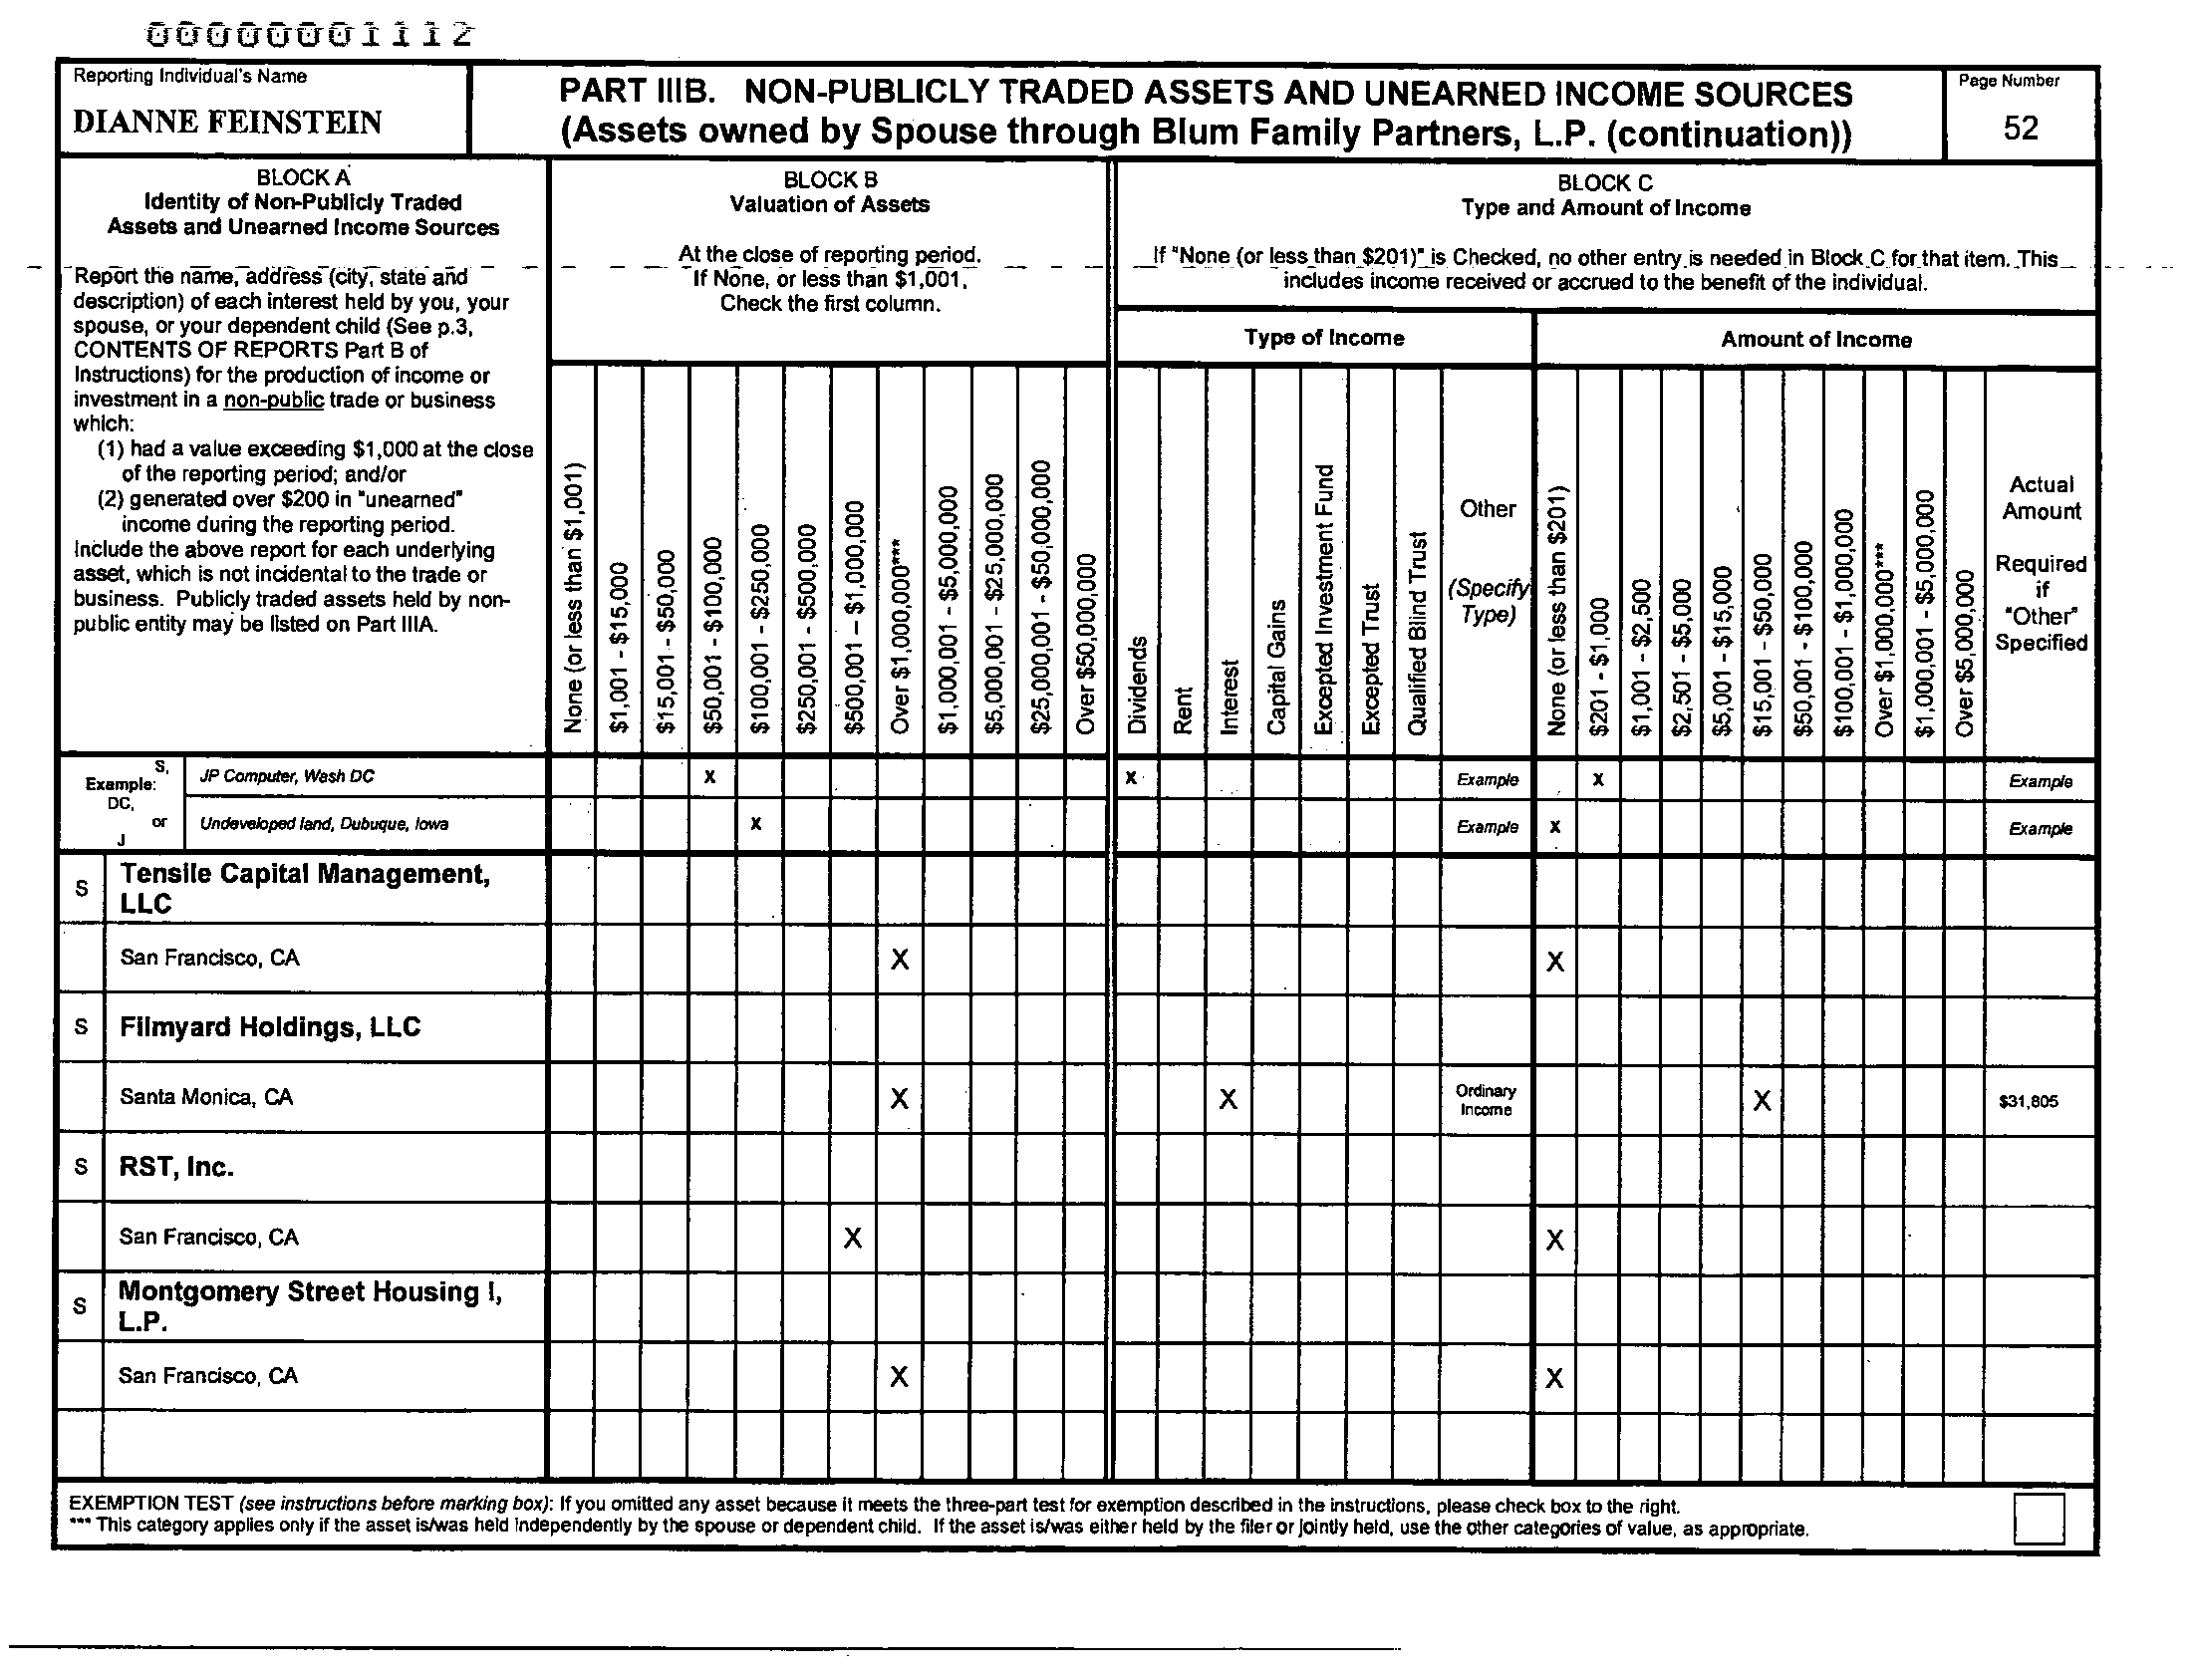 00000001112
Reporting Individual's Name
DIANNE FEINSTEIN
PART IIIB. NON-PUBLICLY TRADED ASSETS AND UNEARNED INCOME SOURCES
(Assets owned by Spouse through Blum Family Partners, L.P. (continuation))
Page Number
52
BLOCK A
Identity of Non-Publicly Traded
Assets and Unearned Income Sources
Report the name, address (city, state and
description) of each interest held by you, your
spouse, or your dependent child (See p.3,
CONTENTS OF REPORTS Part B of
Instructions) for the production of income or
investment in a non-public trade or business
which:
(1) had a value exceeding $1,000 at the close
of the reporting period; and/or
(2) generated over $200 in "unearned"
income during the reporting period.
Include the above report for each underlying
asset, which is not incidental to the trade or
business. Publicly traded assets held by non-
public entity may be listed on Part IIIA.
BLOCK B
Valuation of Assets
At the close of reporting period.
If None, or less than $1,001,
Check the first column.
None (or less than $1,001)
$1,001 - $15,000
$15,001 - $50,000
$50,001 - $100,000
$100,001 - $250,000
$250,001 - $500,000
$500,001 – $1,000,000
Over $1,000,000***
$1,000,001 - $5,000,000
$5,000,001 - $25,000,000
$25,000,001 - $50,000,000
Over $50,000,000
BLOCK C
Type and Amount of Income
If "None (or less than $201)" is Checked, no other entry is needed in Block C for that item. This
includes income received or accrued to the benefit of the individual.
Type of Income
Amount of Income
Dividends
Rent
Interest
Capital Gains
Excepted Investment Fund
Excepted Trust
Qualified Blind Trust
Other
(Specify
Type)
None (or less than $201)
$201 - $1,000
$1,001 - $2,500
$2,501 - $5,000
$5,001 - $15,000
$15,001 - $50,000
$50,001 - $100,000
$100,001 - $1,000,000
Over $1,000,000***
$1,000,001 - $5,000,000
Over $5,000,000
Actual
Amount
Required
if
"Other"
Specified
S,
Example:
DC,
or
J
JP Computer, Wash DC X X Example X Example
Undeveloped land, Dubuque, Iowa X Example X Example
S Tensile Capital Management,
LLC
San Francisco, CA X X
S Filmyard Holdings, LLC
Santa Monica, CA X X Ordinary
Income X $31,805
S RST, Inc.
San Francisco, CA X X
S Montgomery Street Housing I,
L.P.
San Francisco, CA X X
EXEMPTION TEST (see instructions before marking box): If you omitted any asset because it meets the three-part test for exemption described in the instructions, please check box to the right.
*** This category applies only if the asset is/was held independently by the spouse or dependent child. If the asset is/was either held by the filer or jointly held, use the other categories of value, as appropriate.